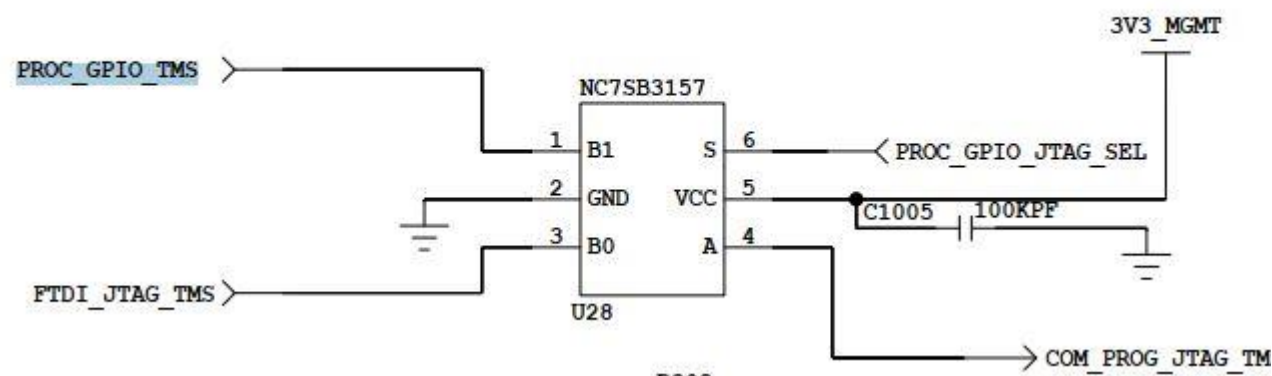 3V3_MGMT
PROC_GPIO_TMS
NC7SB3157
1 B1 S 6 PROC_GPIO_JTAG_SEL
2 GND VCC 5
C1005 100KPF
3 B0 A 4
FTDI_JTAG_TMS
U28
COM_PROG_JTAG_TM